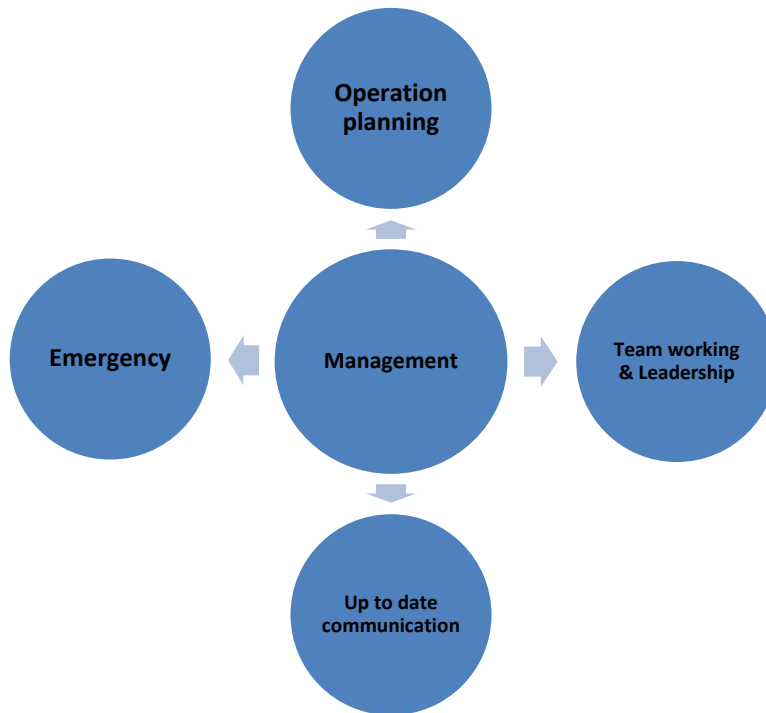 Operation
planning
Emergency
Management
Team working
& Leadership
Up to date
communication